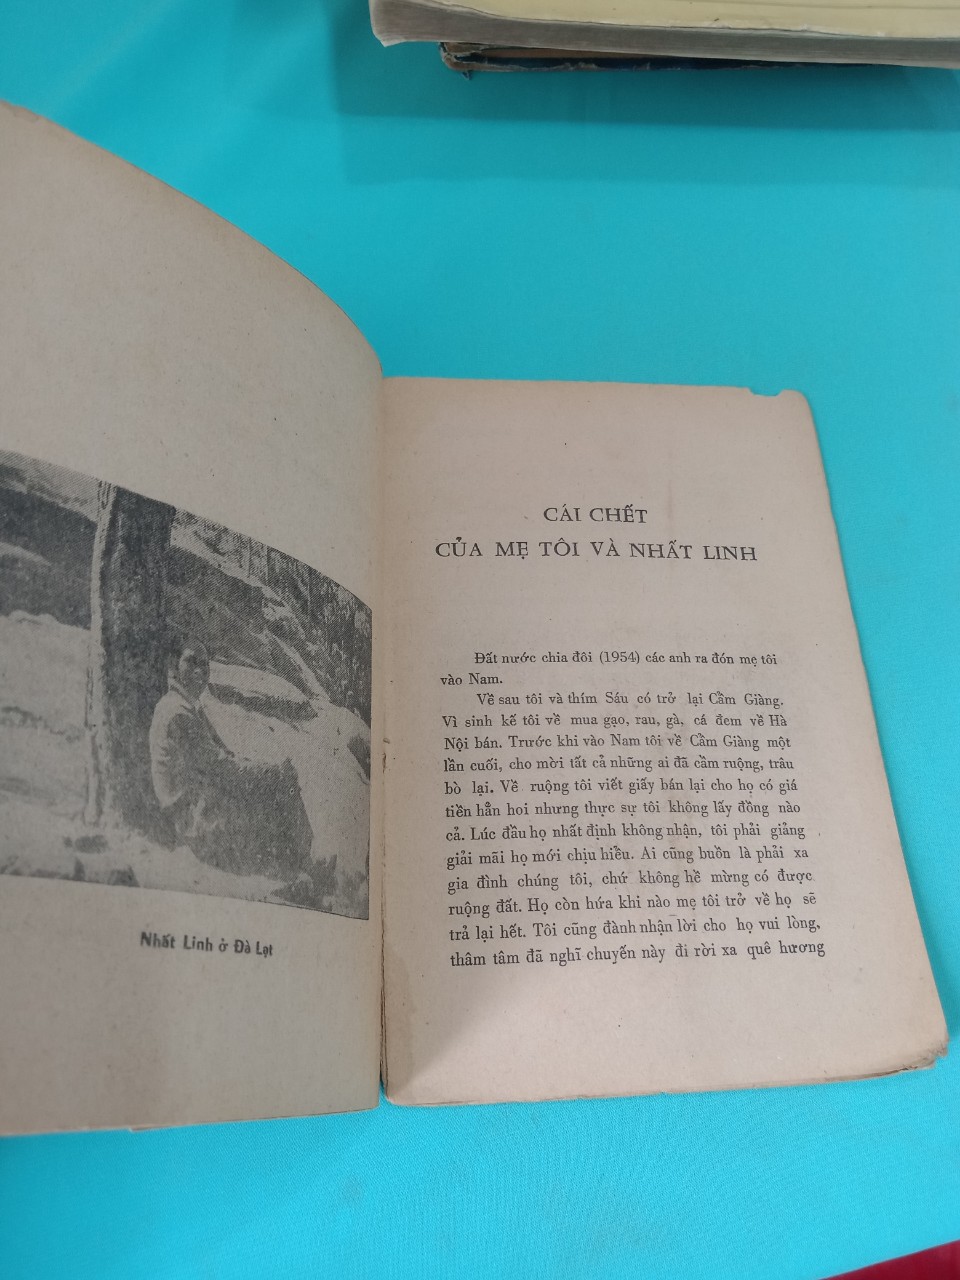 Nhất Linh ở Đà Lạt
CÁI CHẾT
CỦA MẸ TÔI VÀ NHẤT LINH
Đất nước chia đôi (1954) các anh ra đón mẹ tôi
vào Nam.
Về sau tôi và thím Sáu có trở lại Cầm Giàng.
Vì sinh kế tôi về mua gạo, rau, gà, cá đem về Hà
Nội bán. Trước khi vào Nam tôi về Cầm Giàng một
lần cuối, cho mời tất cả những ai đã cầm ruộng, trâu
bò lại. Về ruộng tôi viết giấy bán lại cho họ có giá
tiền hẳn hoi nhưng thực sự tôi không lấy đồng nào
cả. Lúc đầu họ nhất định không nhận, tôi phải giảng
giải mãi họ mới chịu hiểu. Ai cũng buồn là phải xa
gia đình chúng tôi, chứ không hề mừng có được
ruộng đất. Họ còn hứa khi nào mẹ tôi trở về họ sẽ
trả lại hết. Tôi cũng đành nhận lời cho họ vui lòng,
thâm tâm đã nghĩ chuyến này đi rời xa quê hương